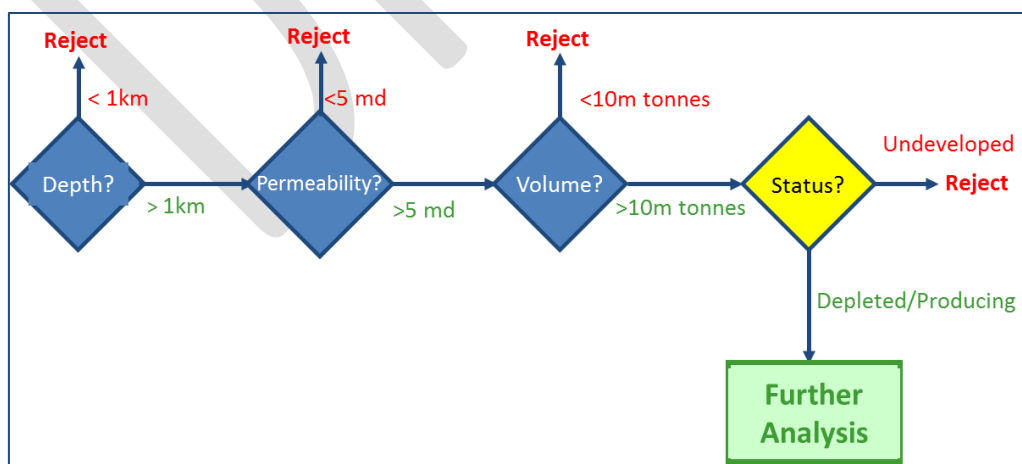 Reject
Reject
Reject
< 1km
<5 md
<10m tonnes
Undeveloped
Depth?
Permeability?
Volume?
Status?
Reject
> 1km
>5 md
>10m tonnes
Depleted/Producing
Further
Analysis